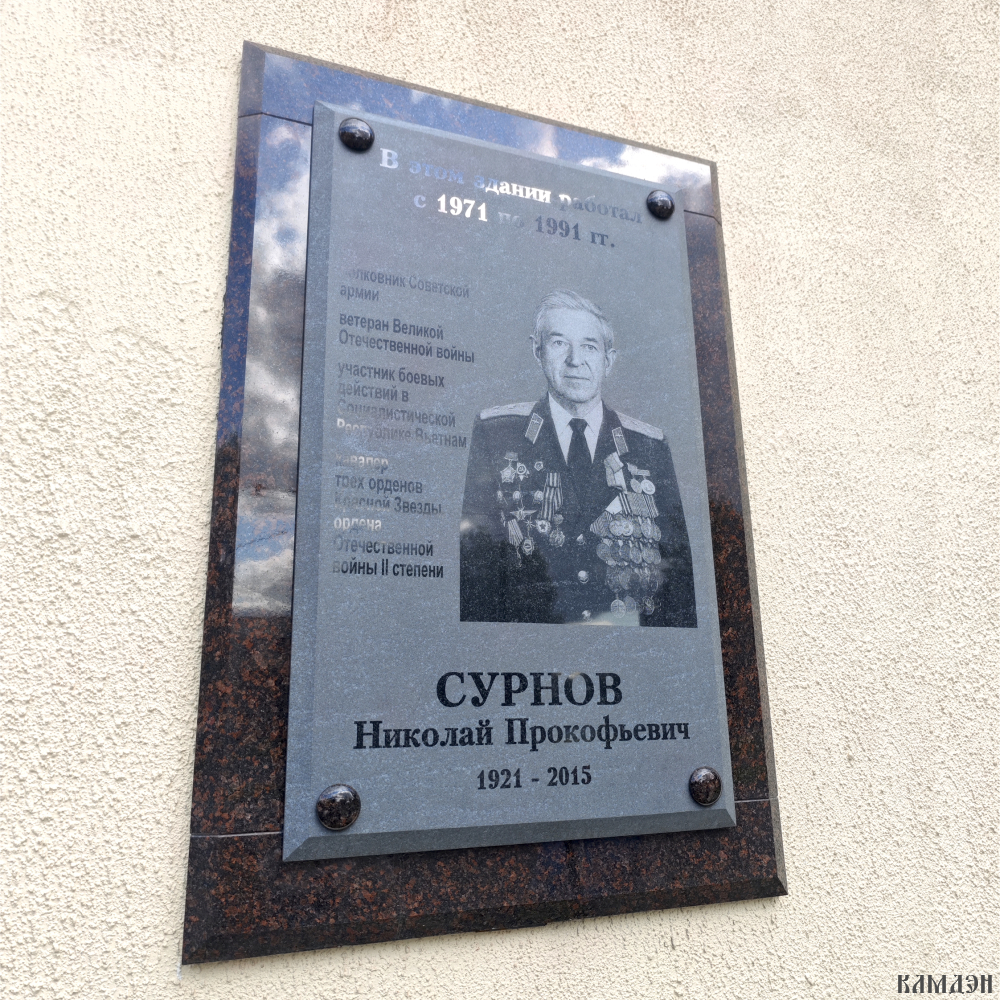 В этом здании работал
с 1971 по 1991 гг.
полковник Советской
армии
ветеран Великой
Отечественной войны
участник боевых
действий в
Социалистической
Республике Вьетнам
кавалер
трех орденов
Красной Звезды
ордена
Отечественной
войны II степени
СУРНОВ
Николай Прокофьевич
1921 - 2015
КАМДЭН